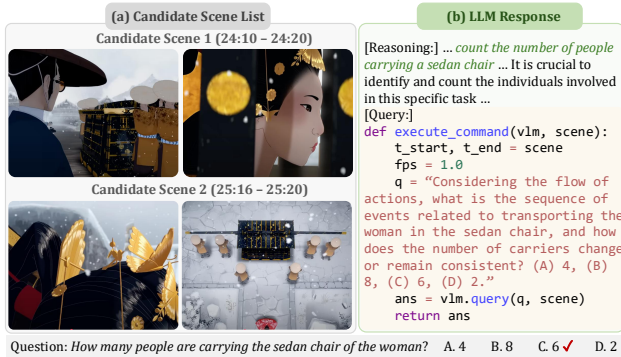 (a) Candidate Scene List
Candidate Scene 1 (24:10 – 24:20)
Candidate Scene 2 (25:16 – 25:20)
(b) LLM Response
[Reasoning:] ... count the number of people
carrying a sedan chair ... It is crucial to
identify and count the individuals involved
in this specific task ...
[Query:]
def execute_command(vlm, scene):
    t_start, t_end = scene
    fps = 1.0
    q = “Considering the flow of
actions, what is the sequence of
events related to transporting the
woman in the sedan chair, and how
does the number of carriers change
or remain consistent? (A) 4, (B)
8, (C) 6, (D) 2.”
    ans = vlm.query(q, scene)
    return ans
Question: How many people are carrying the sedan chair of the woman? A. 4 B. 8 C. 6 ✓ D. 2